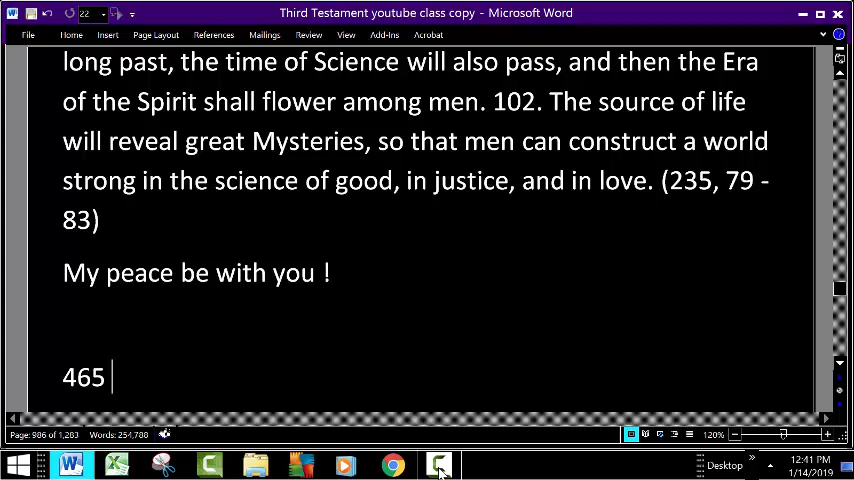 22
Third Testament youtube class copy - Microsoft Word
File Home Insert Page Layout References Mailings Review View Add-Ins Acrobat
long past, the time of Science will also pass, and then the Era
of the Spirit shall flower among men. 102. The source of life
will reveal great Mysteries, so that men can construct a world
strong in the science of good, in justice, and in love. (235, 79 -
83)
My peace be with you !
465
Page: 986 of 1,283 Words: 254,788 120%
Desktop
12:41 PM
1/14/2019